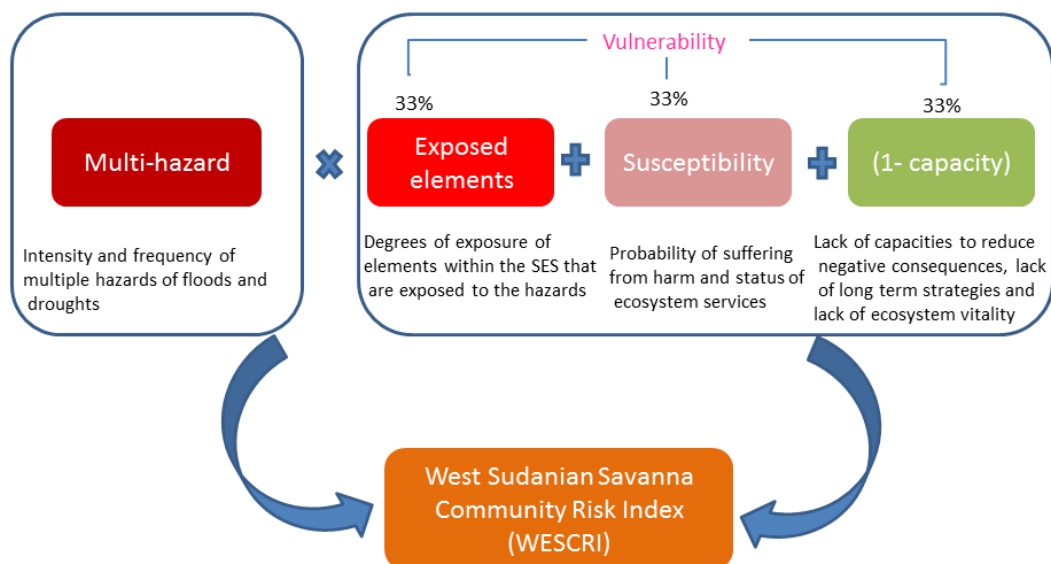 Vulnerability
33%
33%
33%
Multi-hazard
Exposed
elements
Susceptibility
(1- capacity)
Intensity and frequency of
multiple hazards of floods and
droughts
Degrees of exposure of
elements within the SES that
are exposed to the hazards
Probability of suffering
from harm and status of
ecosystem services
Lack of capacities to reduce
negative consequences, lack
of long term strategies and
lack of ecosystem vitality
West Sudanian Savanna
Community Risk Index
(WESCRI)